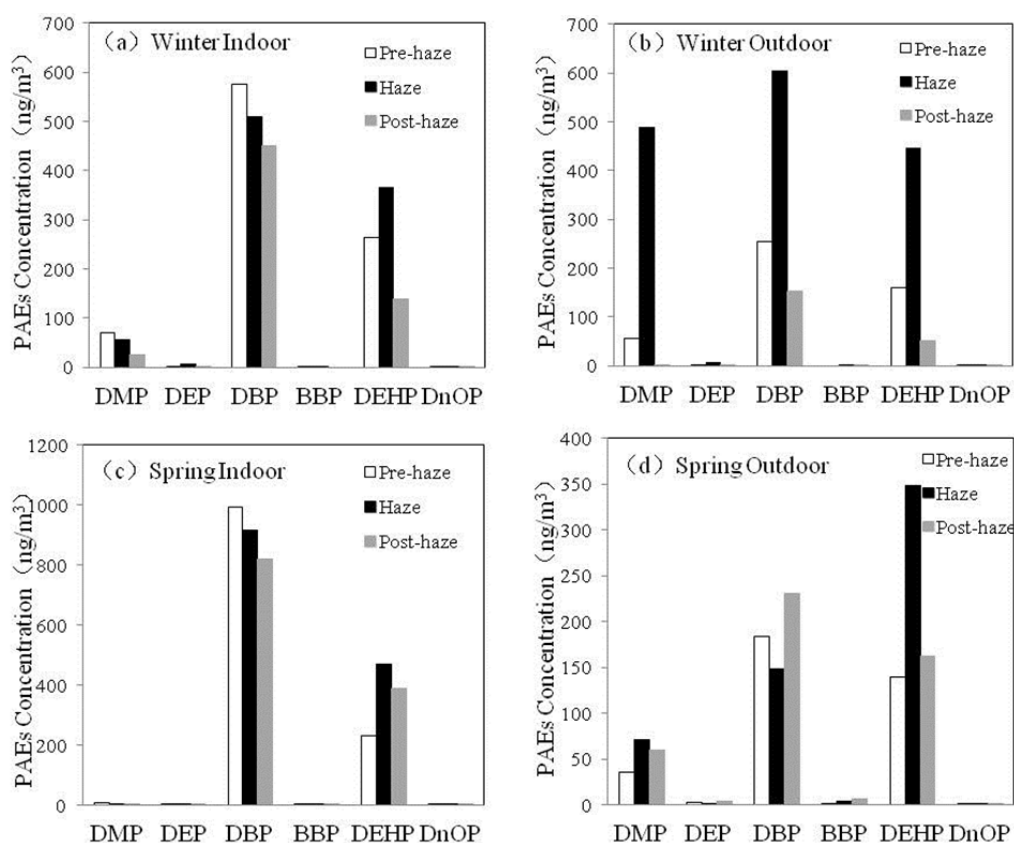 (a) Winter Indoor
Pre-haze
Haze
Post-haze
PAEs Concentration (ng/m³)
700
600
500
400
300
200
100
0
DMP DEP DBP BBP DEHP DnOP
(b) Winter Outdoor
Pre-haze
Haze
Post-haze
PAEs Concentration (ng/m³)
700
600
500
400
300
200
100
0
DMP DEP DBP BBP DEHP DnOP
(c) Spring Indoor
Pre-haze
Haze
Post-haze
PAEs Concentration (ng/m³)
1200
1000
800
600
400
200
0
DMP DEP DBP BBP DEHP DnOP
(d) Spring Outdoor
Pre-haze
Haze
Post-haze
PAEs Concentration (ng/m³)
400
350
300
250
200
150
100
50
0
DMP DEP DBP BBP DEHP DnOP